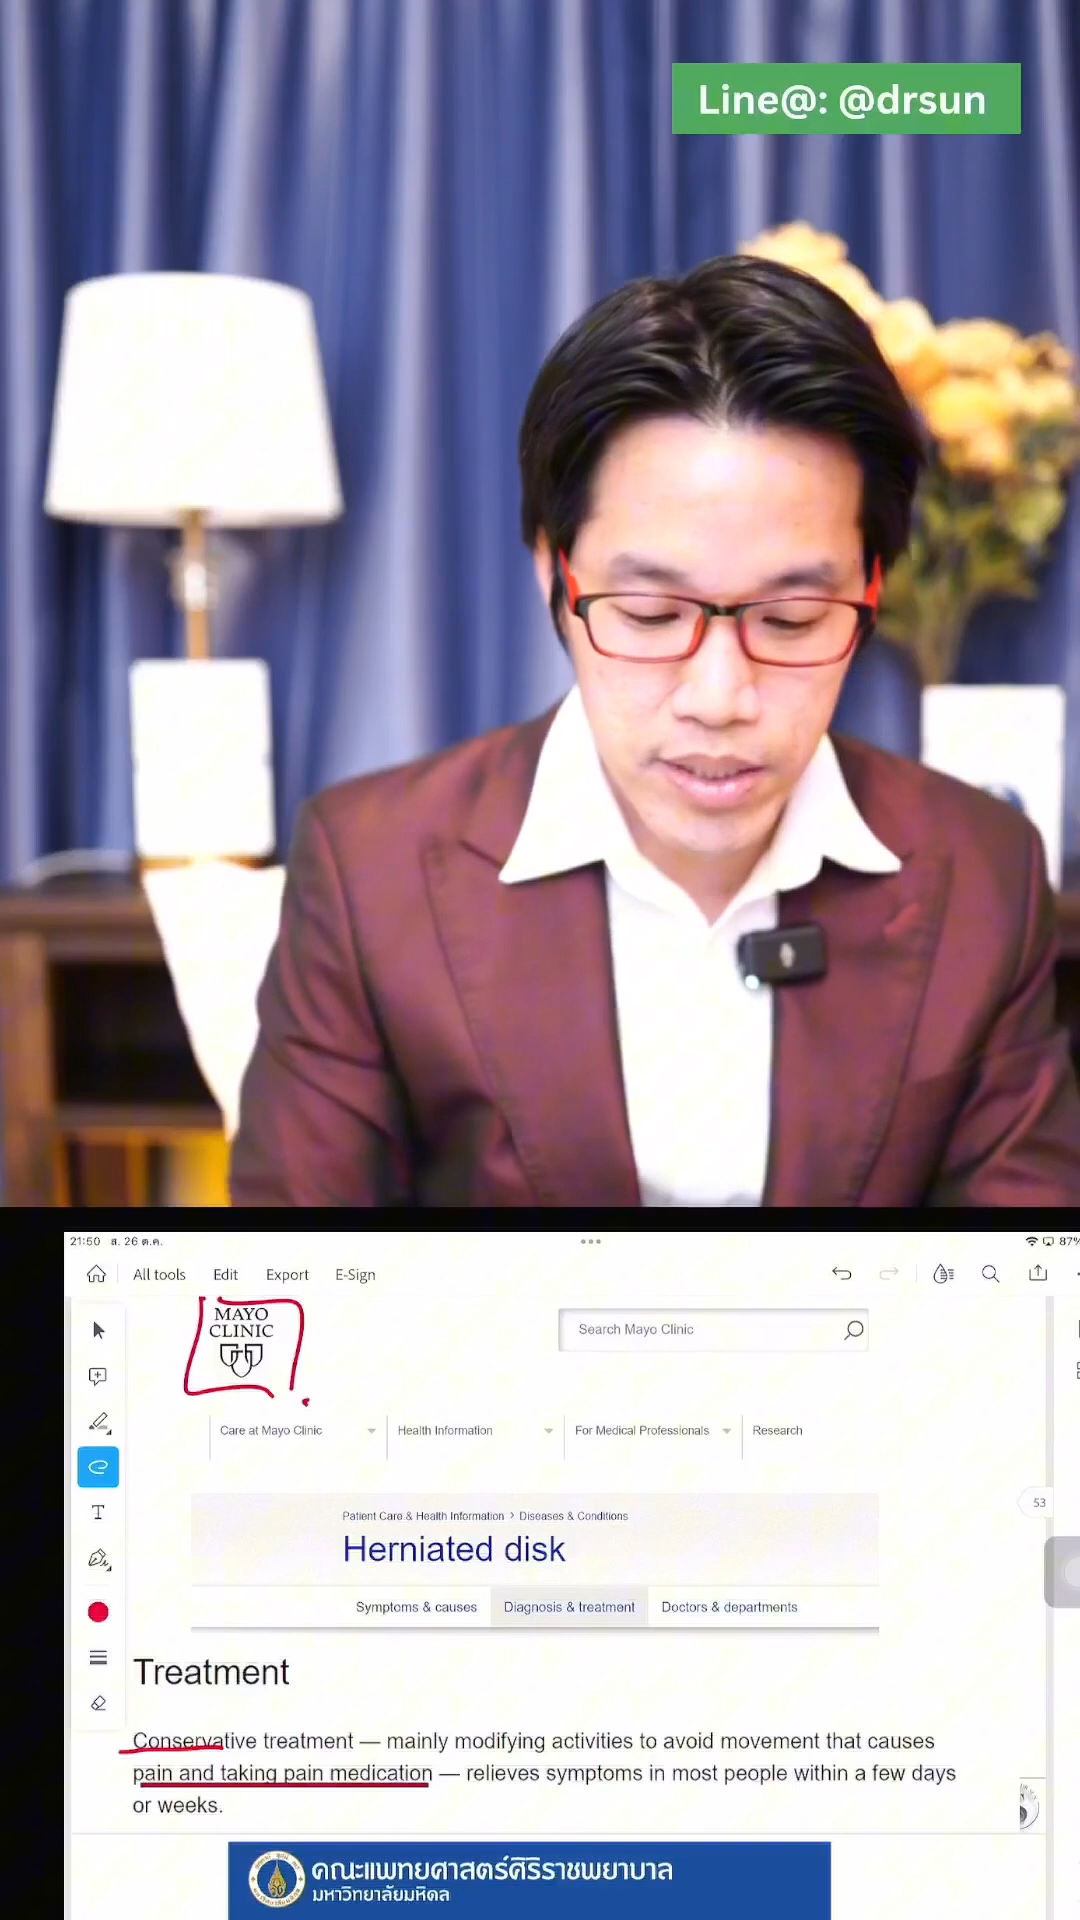 Line@: @drsun
21:50 ส. 26 ต.ค.
87%
All tools Edit Export E-Sign
MAYO
CLINIC
Search Mayo Clinic
Care at Mayo Clinic Health Information For Medical Professionals Research
53
Patient Care & Health Information > Diseases & Conditions
Herniated disk
Symptoms & causes Diagnosis & treatment Doctors & departments
Treatment
Conservative treatment — mainly modifying activities to avoid movement that causes
pain and taking pain medication — relieves symptoms in most people within a few days
or weeks.
คณะแพทยศาสตร์ศิริราชพยาบาล
มหาวิทยาลัยมหิดล